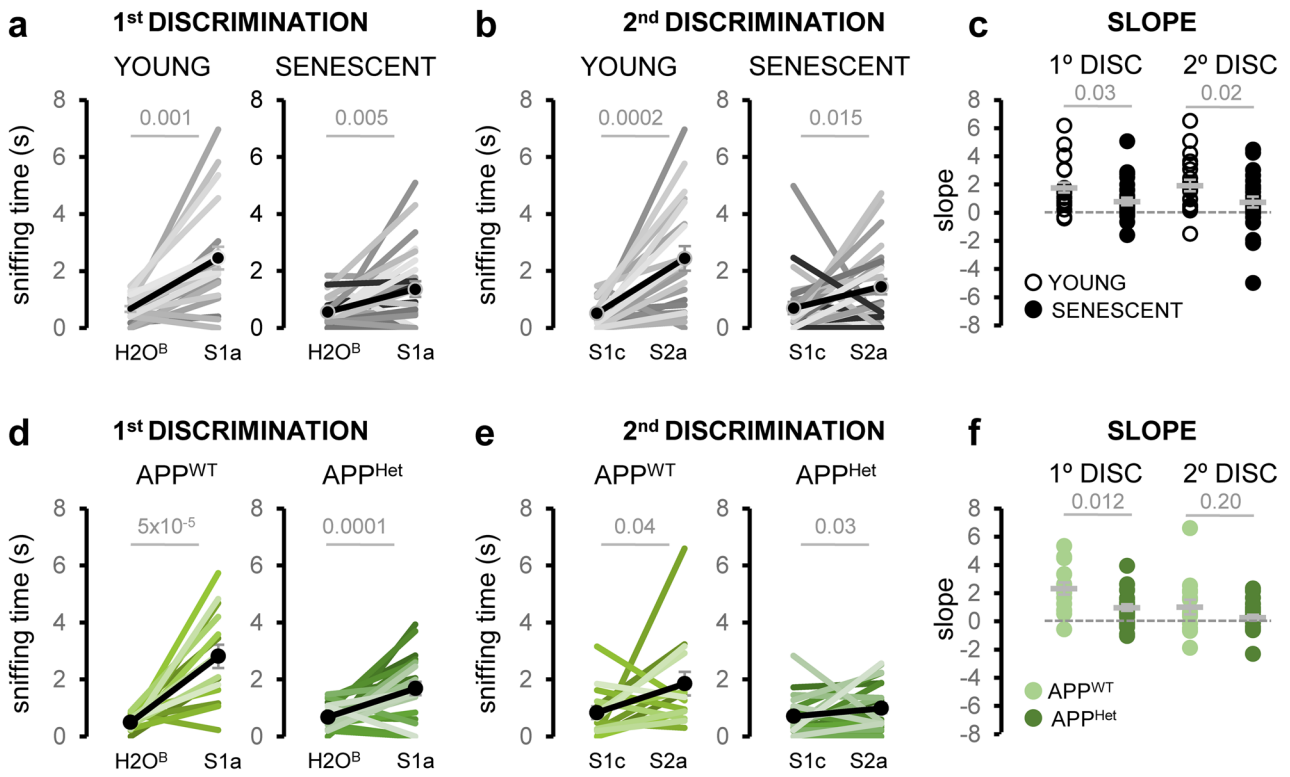 a
1st DISCRIMINATION
YOUNG
SENESCENT
sniffing time (s)
8
6
4
2
0
0.001
H2OB
S1a
8
6
4
2
0
0.005
H2OB
S1a
b
2nd DISCRIMINATION
YOUNG
SENESCENT
sniffing time (s)
8
6
4
2
0
0.0002
S1c
S2a
8
6
4
2
0
0.015
S1c
S2a
c
SLOPE
1º DISC
2º DISC
0.03
0.02
slope
8
6
4
2
0
-2
-4
-6
-8
YOUNG
SENESCENT
d
1st DISCRIMINATION
APPWT
APPHet
sniffing time (s)
8
6
4
2
0
5x10-5
H2OB
S1a
8
6
4
2
0
0.0001
H2OB
S1a
e
2nd DISCRIMINATION
APPWT
APPHet
sniffing time (s)
8
6
4
2
0
0.04
S1c
S2a
8
6
4
2
0
0.03
S1c
S2a
f
SLOPE
1º DISC
2º DISC
0.012
0.20
slope
8
6
4
2
0
-2
-4
-6
-8
APPWT
APPHet